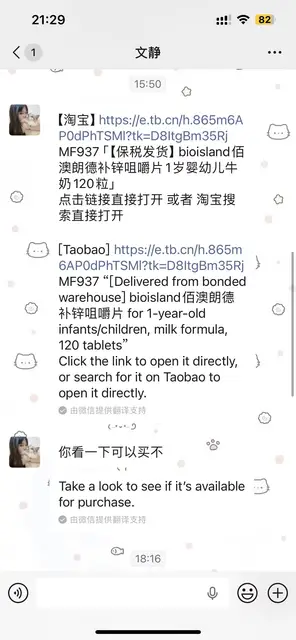 21:29
82
1
文静
15:50
【淘宝】https://e.tb.cn/h.865m6A
P0dPhTSMl?tk=D8ItgBm35Rj
MF937「【保税发货】bioisland佰
澳朗德补锌咀嚼片1岁婴幼儿牛
奶120粒」
点击链接直接打开 或者 淘宝搜
索直接打开
[Taobao] https://e.tb.cn/h.865m
6AP0dPhTSMl?tk=D8ItgBm35Rj
MF937 “[Delivered from bonded
warehouse] bioisland佰澳朗德
补锌咀嚼片 for 1-year-old
infants/children, milk formula,
120 tablets”
Click the link to open it directly,
or search for it on Taobao to
open it directly.
由微信提供翻译支持
你看一下可以买不
Take a look to see if it’s available
for purchase.
由微信提供翻译支持
18:16